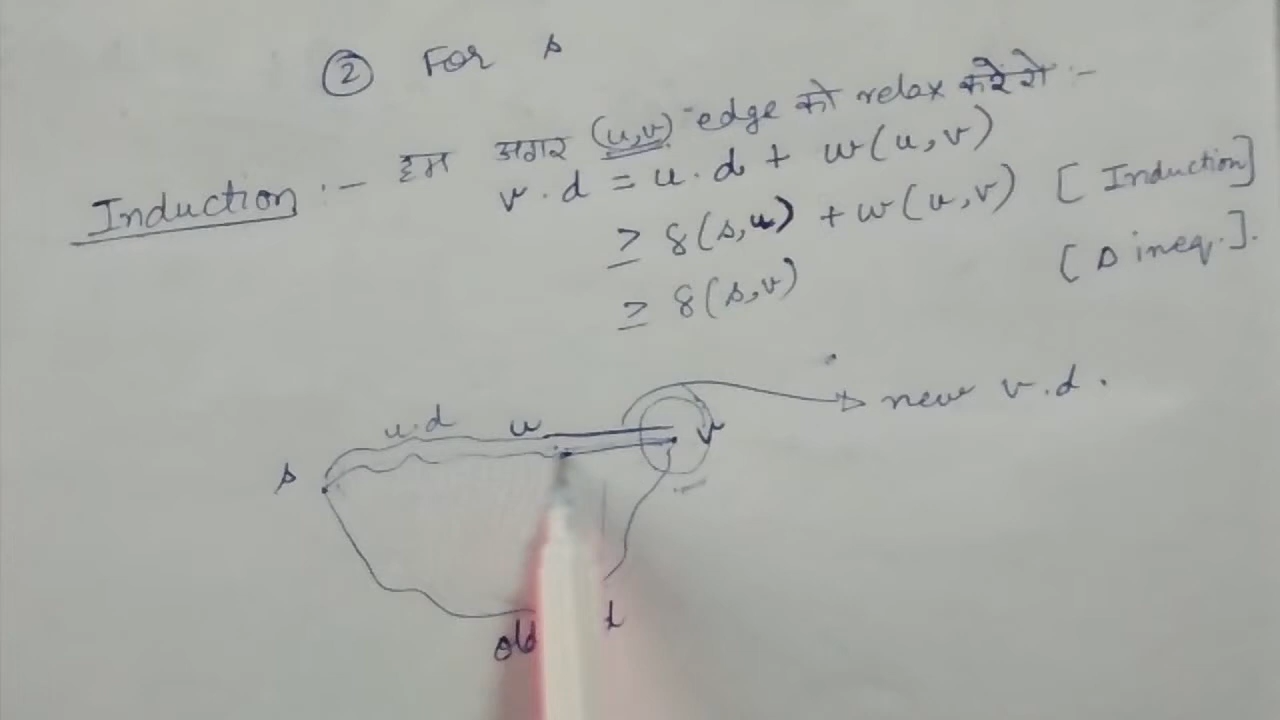 ② For s
Induction :- हम अगर (u,v) edge को relax करेंगे :-
v.d = u.d + w(u,v)
≥ δ(s,u) + w(u,v) [Induction]
≥ δ(s,v) [Δ ineq.].
new v.d.
u.d u v
s
old